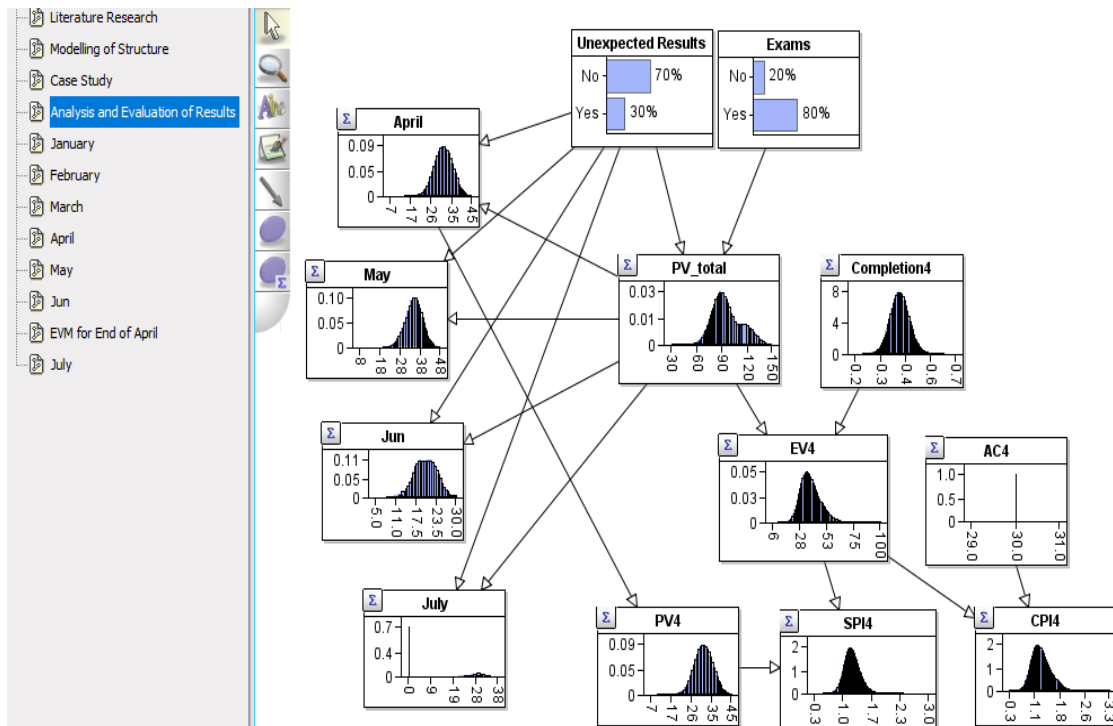 Literature Research
Modelling of Structure
Case Study
Analysis and Evaluation of Results
January
February
March
April
May
Jun
EVM for End of April
July
Abc
Σ
Unexpected Results
No
70%
Yes
30%
Exams
No
20%
Yes
80%
Σ
April
0.09
0.05
0
7 17 26 35 45
Σ
May
0.10
0.05
0
8 18 28 38 48
Σ
PV_total
0.03
0.01
0
30 60 90 120 150
Σ
Completion4
8
4
0
0.2 0.3 0.4 0.6 0.7
Σ
Jun
0.11
0.05
0
5.0 11.0 17.5 23.5 30.0
Σ
EV4
0.05
0.03
0
6 28 53 75 100
Σ
AC4
1.0
0.5
0
29.0 30.0 31.0
Σ
July
0.7
0.4
0
0 9 19 28 38
Σ
PV4
0.09
0.05
0
7 17 26 35 45
Σ
SPI4
2
1
0
0.3 1.0 1.7 2.3 3.0
Σ
CPI4
2
1
0
0.3 1.1 1.8